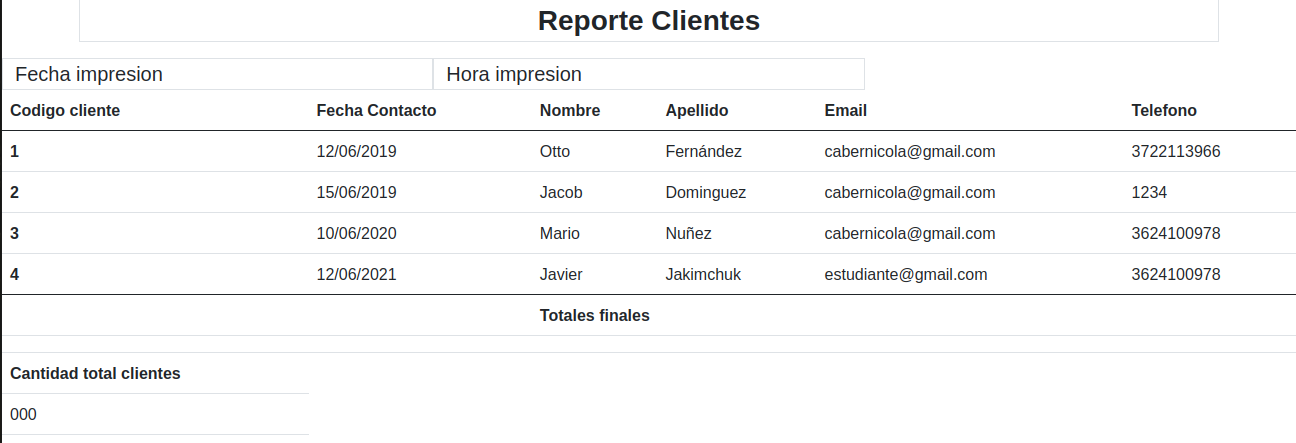 Reporte Clientes
Fecha impresion Hora impresion
Codigo cliente Fecha Contacto Nombre Apellido Email Telefono
1 12/06/2019 Otto Fernández cabernicola@gmail.com 3722113966
2 15/06/2019 Jacob Dominguez cabernicola@gmail.com 1234
3 10/06/2020 Mario Nuñez cabernicola@gmail.com 3624100978
4 12/06/2021 Javier Jakimchuk estudiante@gmail.com 3624100978
Totales finales
Cantidad total clientes
000